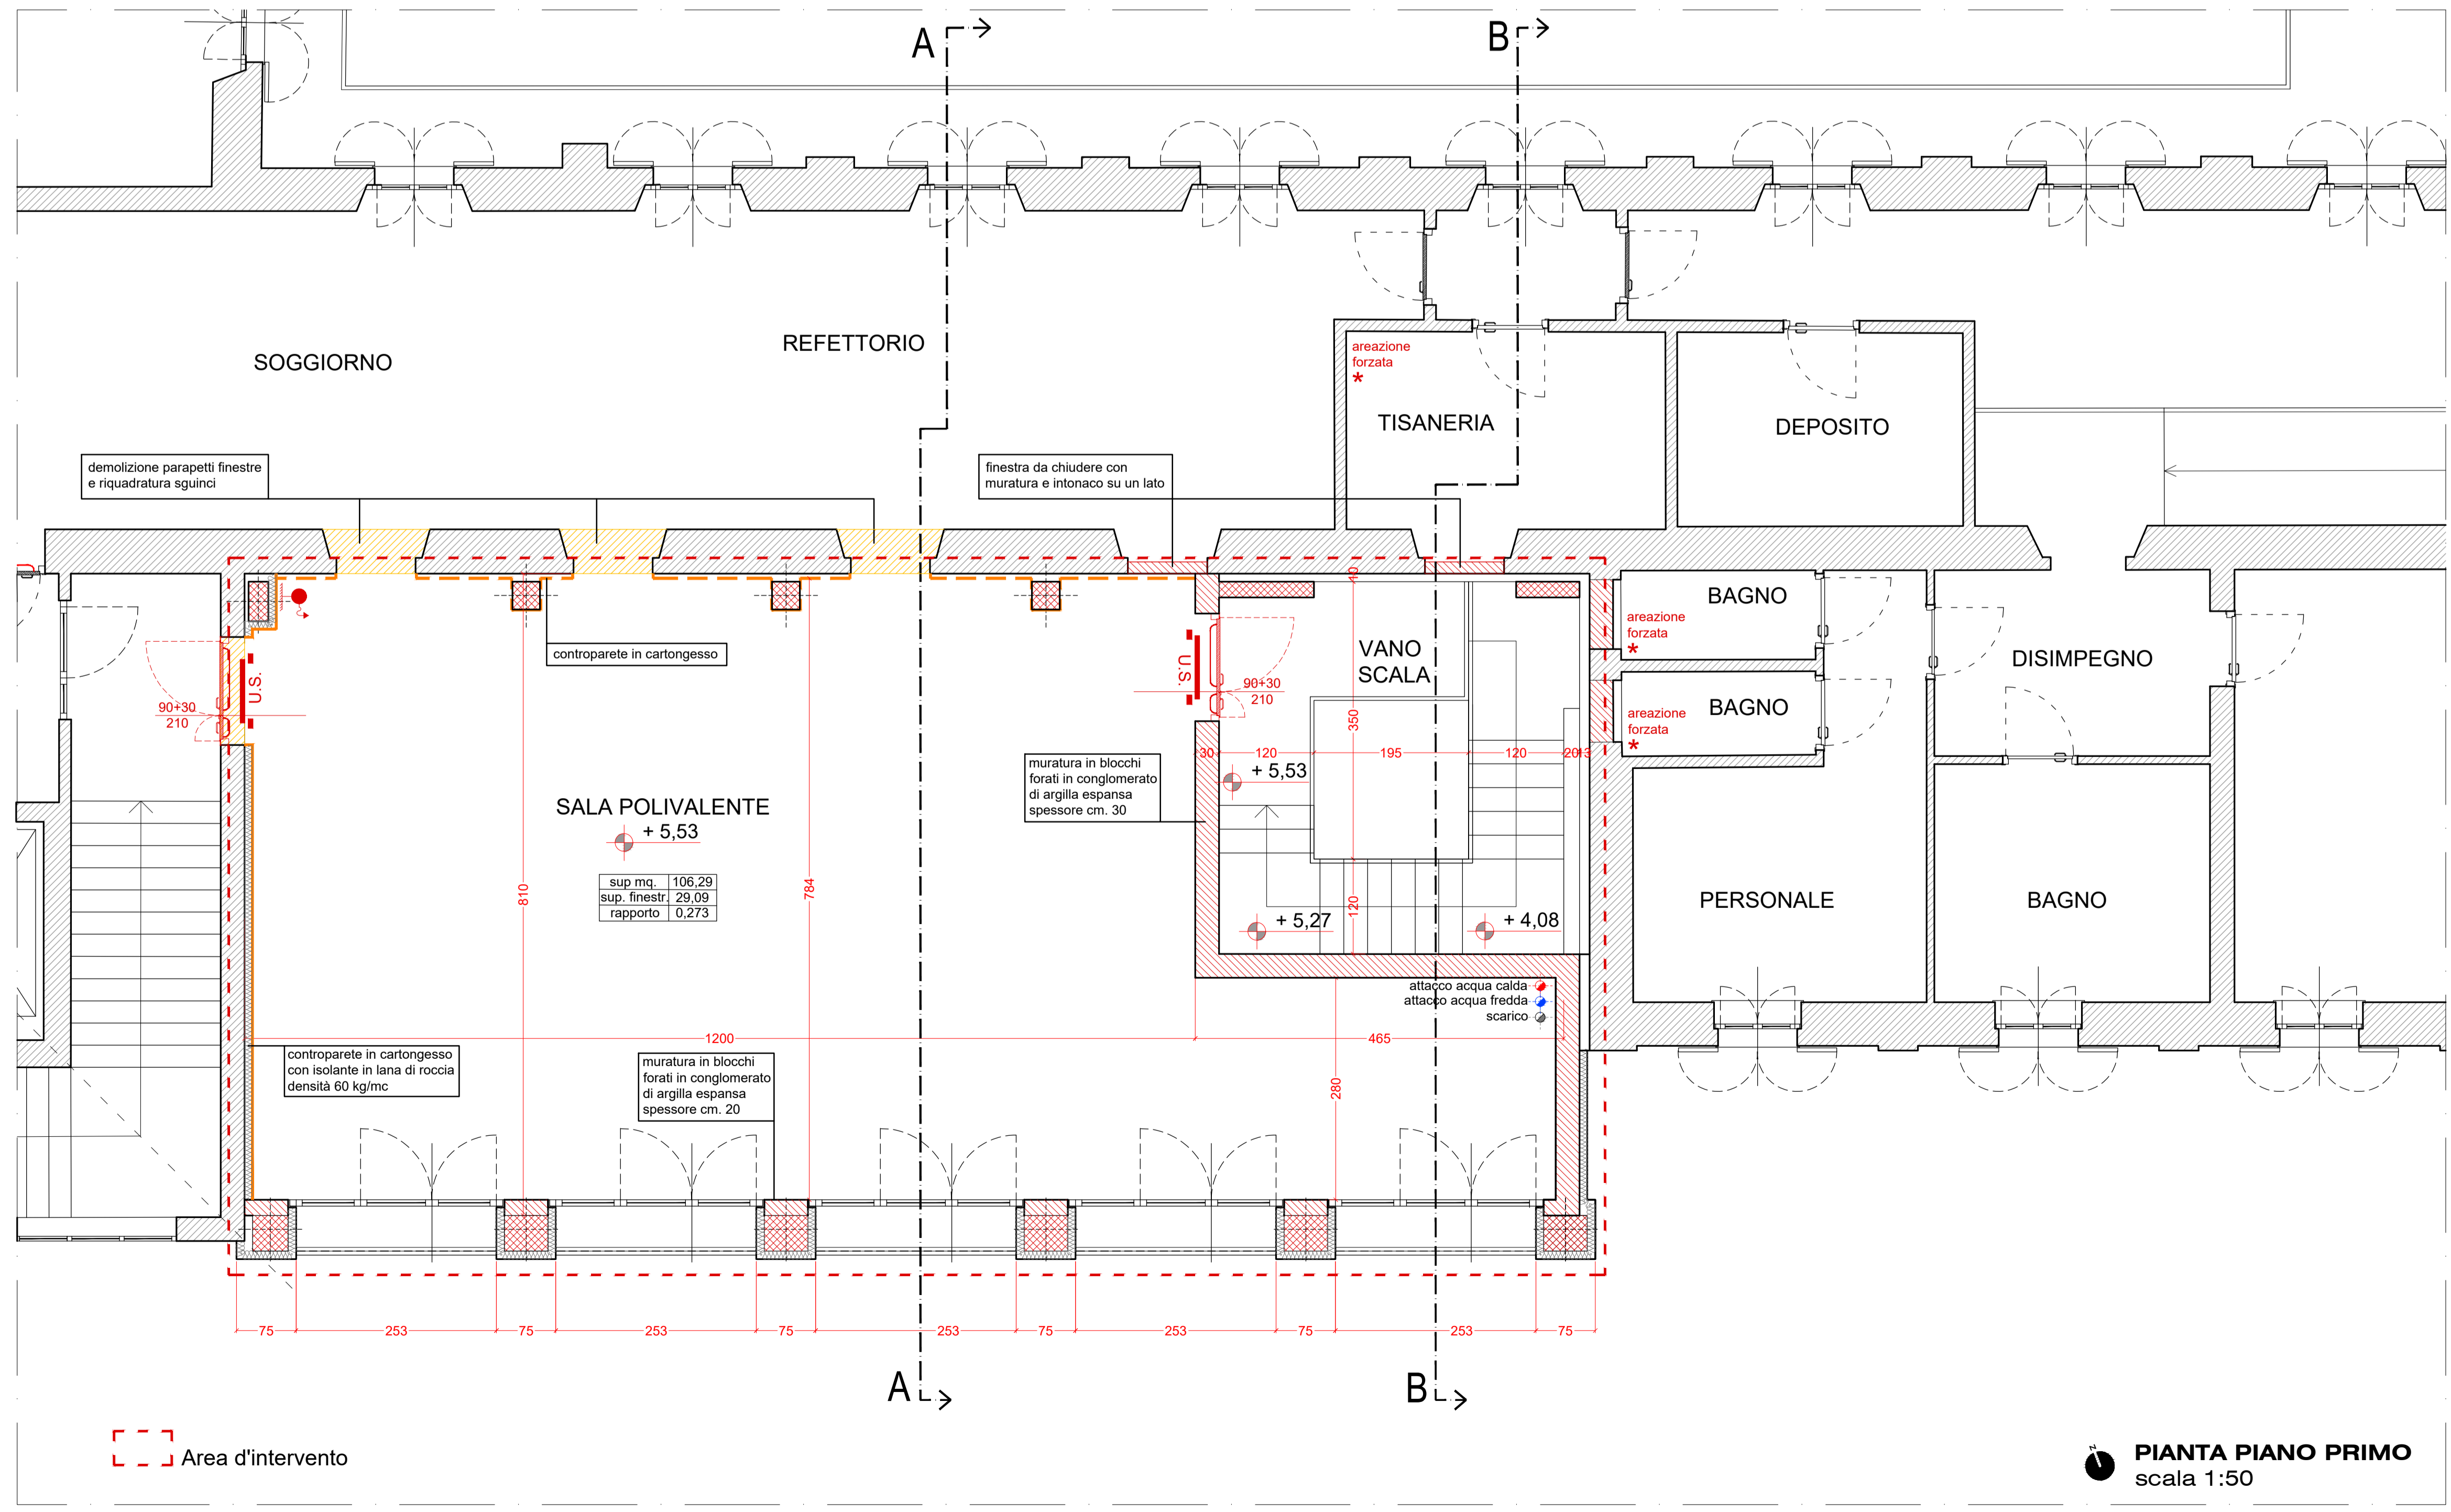 A
B
SOGGIORNO
REFETTORIO
areazione
forzata
*
TISANERIA
DEPOSITO
demolizione parapetti finestre
e riquadratura sguinci
finestra da chiudere con
muratura e intonaco su un lato
controparete in cartongesso
U.S.
90+30
210
U.S.
90+30
210
10
VANO
SCALA
350
30
120
195
120
20
13
BAGNO
areazione
forzata
*
BAGNO
areazione
forzata
*
DISIMPEGNO
muratura in blocchi
forati in conglomerato
di argilla espansa
spessore cm. 30
+ 5,53
SALA POLIVALENTE
+ 5,53
sup mq. 106,29
sup. finestr. 29,09
rapporto 0,273
810
784
120
+ 5,27
+ 4,08
PERSONALE
BAGNO
attacco acqua calda
attacco acqua fredda
scarico
1200
465
280
controparete in cartongesso
con isolante in lana di roccia
densità 60 kg/mc
muratura in blocchi
forati in conglomerato
di argilla espansa
spessore cm. 20
75
253
75
253
75
253
75
253
75
253
75
A
B
Area d'intervento
N
PIANTA PIANO PRIMO
scala 1:50